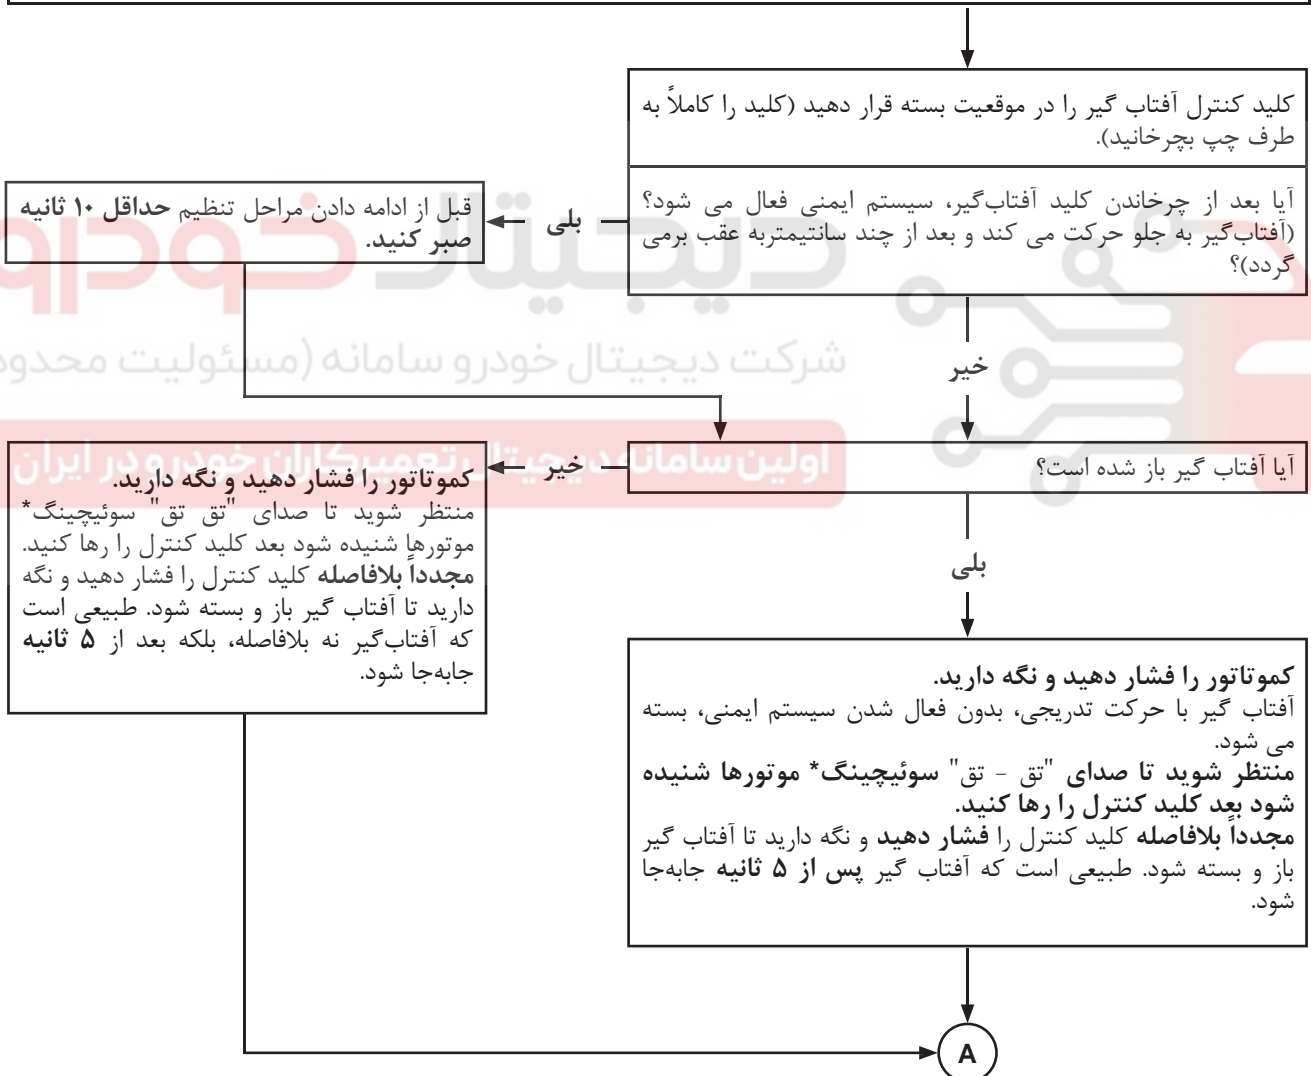 کلید کنترل آفتاب گیر را در موقعیت بسته قرار دهید (کلید را کاملاً به
طرف چپ بچرخانید).
آیا بعد از چرخاندن کلید آفتاب‌گیر، سیستم ایمنی فعال می شود؟
(آفتاب‌گیر به جلو حرکت می کند و بعد از چند سانتیمتربه عقب برمی
گردد)؟
بلی
قبل از ادامه دادن مراحل تنظیم حداقل ۱۰ ثانیه
صبر کنید.
دیجیتال خودرو
شرکت دیجیتال خودرو سامانه (مسئولیت محدود
خیر
اولین سامانه دیجیتال تعمیرکاران خودرو در ایران
آیا آفتاب گیر باز شده است؟
خیر
کموتاتور را فشار دهید و نگه دارید.
منتظر شوید تا صدای "تق تق" سوئیچینگ*
موتورها شنیده شود بعد کلید کنترل را رها کنید.
مجدداً بلافاصله کلید کنترل را فشار دهید و نگه
دارید تا آفتاب گیر باز و بسته شود. طبیعی است
که آفتاب‌گیر نه بلافاصله، بلکه بعد از ۵ ثانیه
جابه‌جا شود.
بلی
کموتاتور را فشار دهید و نگه دارید.
آفتاب گیر با حرکت تدریجی، بدون فعال شدن سیستم ایمنی، بسته
می شود.
منتظر شوید تا صدای "تق - تق" سوئیچینگ* موتورها شنیده
شود بعد کلید کنترل را رها کنید.
مجدداً بلافاصله کلید کنترل را فشار دهید و نگه دارید تا آفتاب گیر
باز و بسته شود. طبیعی است که آفتاب گیر پس از ۵ ثانیه جابه‌جا
شود.
A